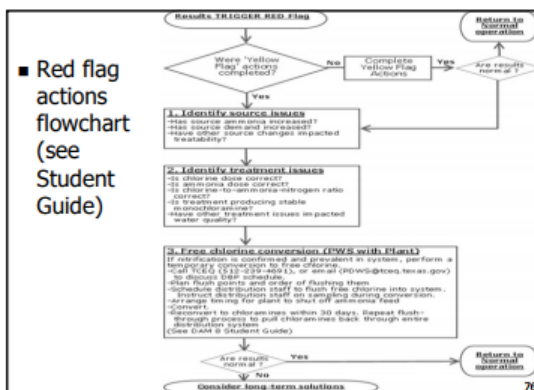 Results TRIGGER RED Flag
Return to
Normal
operation
Were 'Yellow
Flag' actions
completed?
No
Complete
Yellow Flag
Actions
Yes
Are results
normal ?
Yes
■ Red flag
actions
flowchart
(see
Student
Guide)
1. Identify source issues
-Has source ammonia increased?
-Has source demand increased?
-Have other source changes impacted
treatability?
2. Identify treatment issues
-Is chlorine dose correct?
-Is ammonia dose correct?
-Is chlorine-to-ammonia-nitrogen ratio
correct?
-Is treatment producing stable
monochloramine?
-Have other treatment issues impacted
water quality?
3. Free chlorine conversion (PWS with Plant)
If nitrification is confirmed and prevalent in system, perform a
temporary conversion to free chlorine.
-Call TCEQ (512-239-4691), or email (PDWS@tceq.texas.gov)
to discuss DBP schedule.
-Plan flush points and order of flushing them
-Schedule distribution staff to flush free chlorine into system.
Instruct distribution staff on sampling during conversion.
-Arrange timing for plant to shut off ammonia feed
-Convert.
-Reconvert to chloramines within 30 days. Repeat flush-
through process to pull chloramines back through entire
distribution system
(See DAM 8 Student Guide)
Are results
normal ?
Yes
Return to
Normal
operation
No
Consider long-term solutions
76